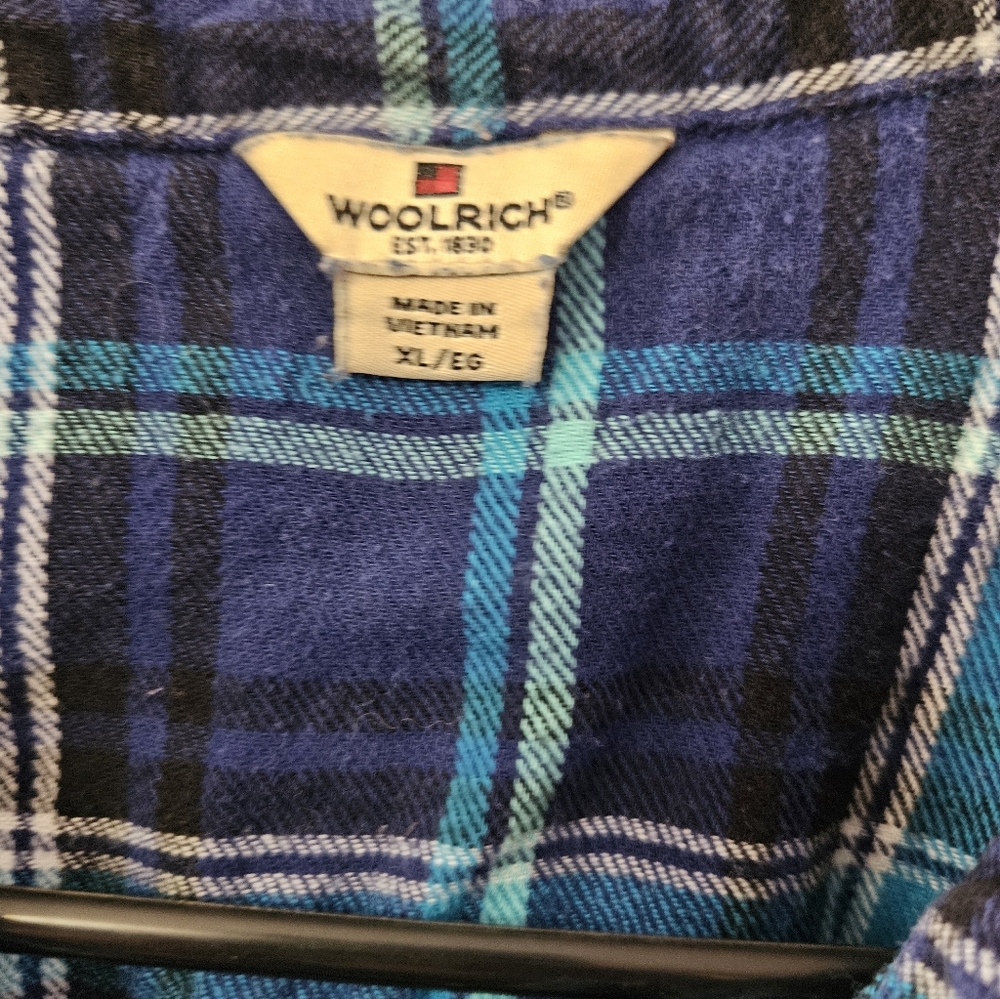 WOOLRICH®
EST. 1830
MADE IN
VIETNAM
XL/EG